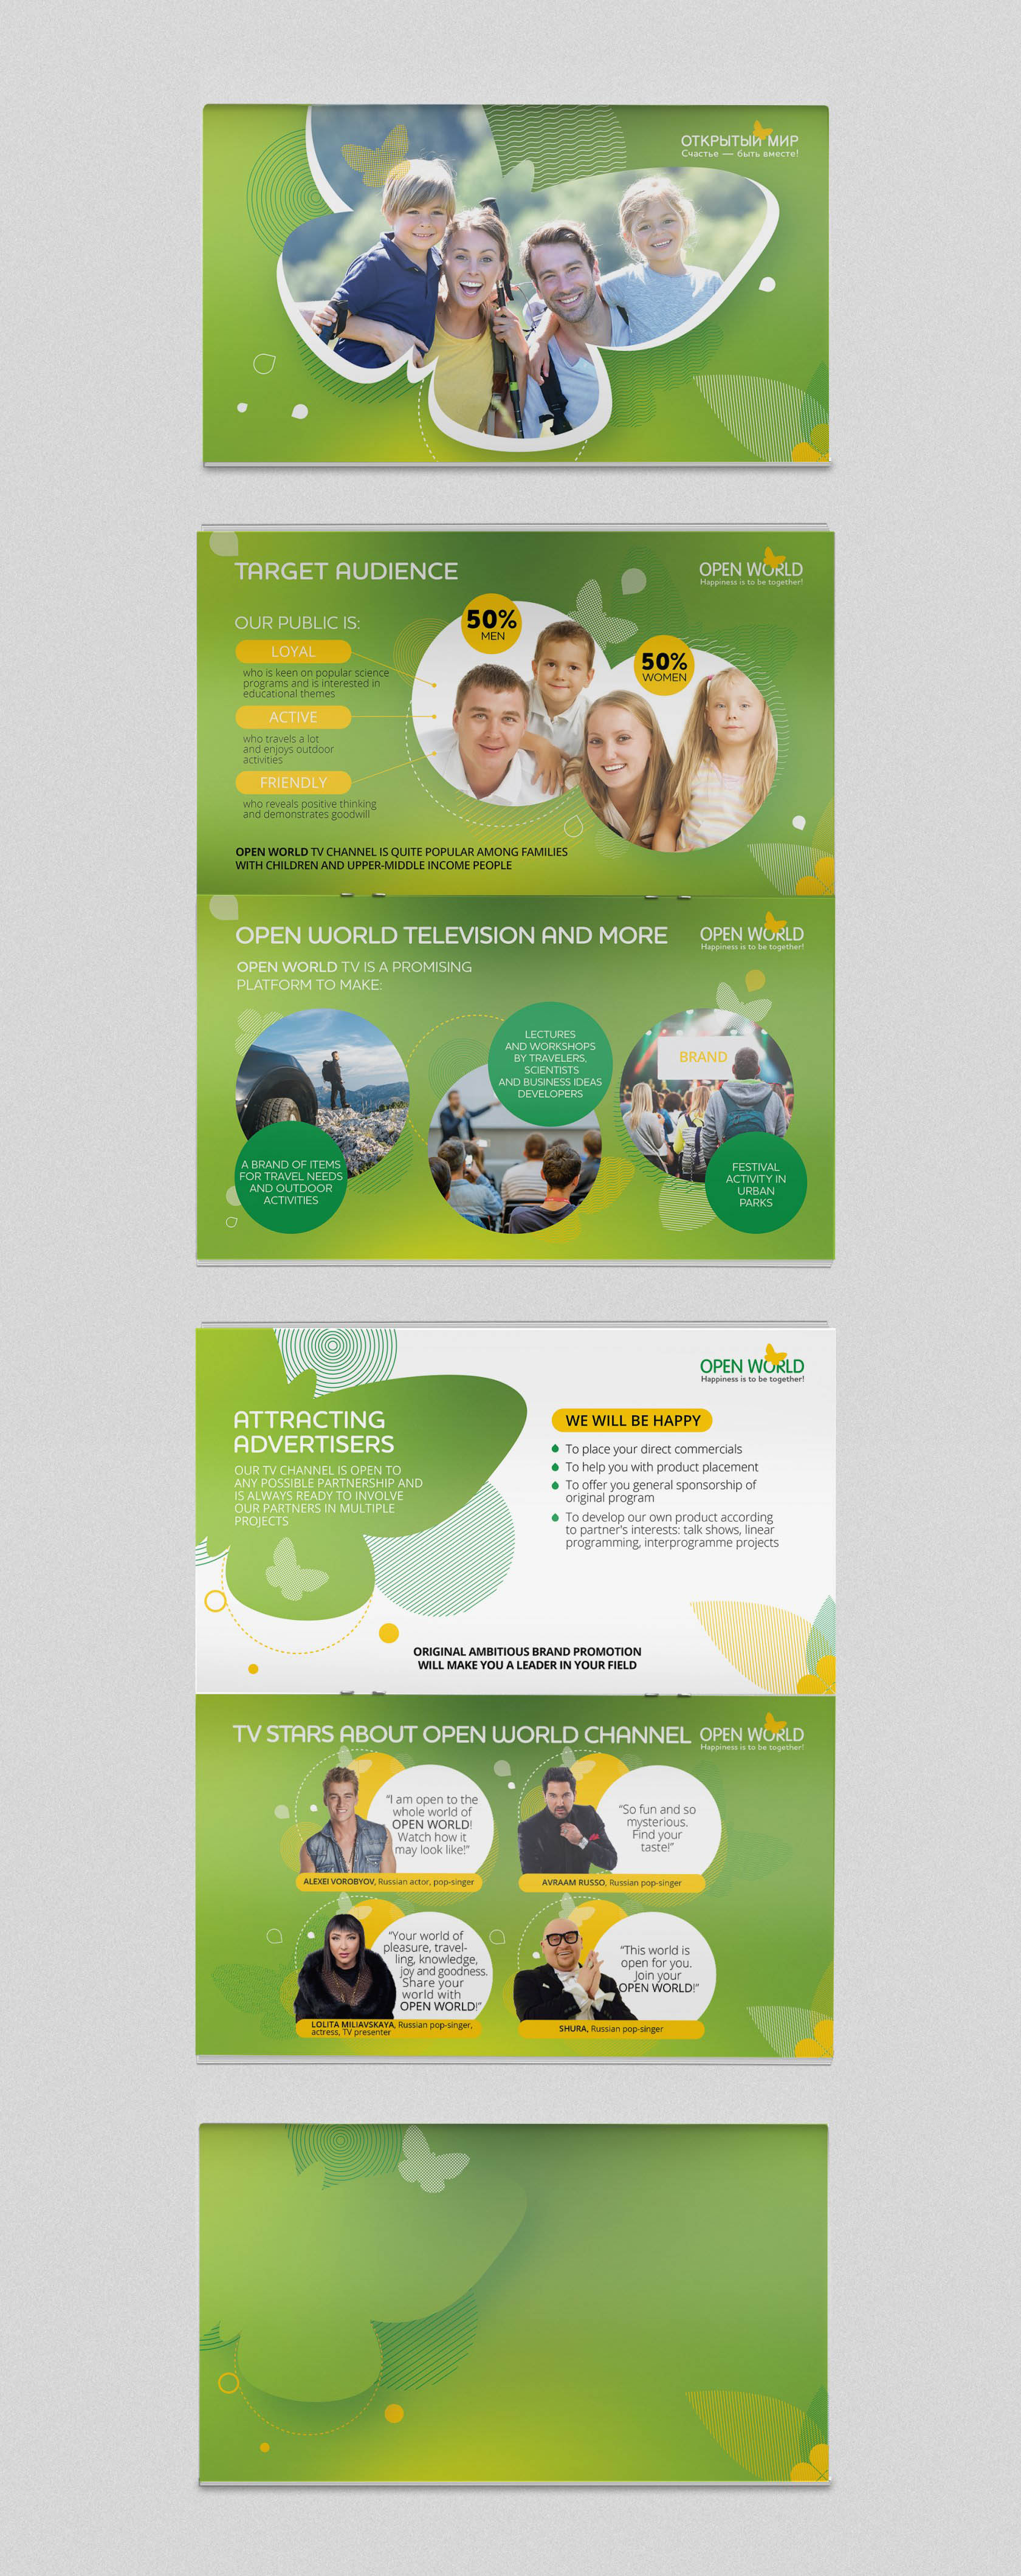 ОТКРЫТЫЙ МИР
Счастье — быть вместе!
TARGET AUDIENCE
OPEN WORLD
Happiness is to be together!
OUR PUBLIC IS:
LOYAL
who is keen on popular science
programs and is interested in
educational themes
ACTIVE
who travels a lot
and enjoys outdoor
activities
FRIENDLY
who reveals positive thinking
and demonstrates goodwill
50%
MEN
50%
WOMEN
OPEN WORLD TV CHANNEL IS QUITE POPULAR AMONG FAMILIES
WITH CHILDREN AND UPPER-MIDDLE INCOME PEOPLE
OPEN WORLD TELEVISION AND MORE
OPEN WORLD
Happiness is to be together!
OPEN WORLD TV IS A PROMISING
PLATFORM TO MAKE:
A BRAND OF ITEMS
FOR TRAVEL NEEDS
AND OUTDOOR
ACTIVITIES
LECTURES
AND WORKSHOPS
BY TRAVELERS,
SCIENTISTS
AND BUSINESS IDEAS
DEVELOPERS
BRAND
FESTIVAL
ACTIVITY IN
URBAN
PARKS
OPEN WORLD
Happiness is to be together!
ATTRACTING
ADVERTISERS
OUR TV CHANNEL IS OPEN TO
ANY POSSIBLE PARTNERSHIP AND
IS ALWAYS READY TO INVOLVE
OUR PARTNERS IN MULTIPLE
PROJECTS
WE WILL BE HAPPY
To place your direct commercials
To help you with product placement
To offer you general sponsorship of
original program
To develop our own product according
to partner's interests: talk shows, linear
programming, interprogramme projects
ORIGINAL AMBITIOUS BRAND PROMOTION
WILL MAKE YOU A LEADER IN YOUR FIELD
TV STARS ABOUT OPEN WORLD CHANNEL
OPEN WORLD
Happiness is to be together!
“I am open to the
whole world of
OPEN WORLD!
Watch how it
may look like!”
ALEXEI VOROBYOV, Russian actor, pop-singer
“So fun and so
mysterious.
Find your
taste!”
AVRAAM RUSSO, Russian pop-singer
“Your world of
pleasure, travel-
ling, knowledge,
joy and goodness.
Share your
world with
OPEN WORLD!”
LOLITA MILIAVSKAYA, Russian pop-singer,
actress, TV presenter
“This world is
open for you.
Join your
OPEN WORLD!”
SHURA, Russian pop-singer